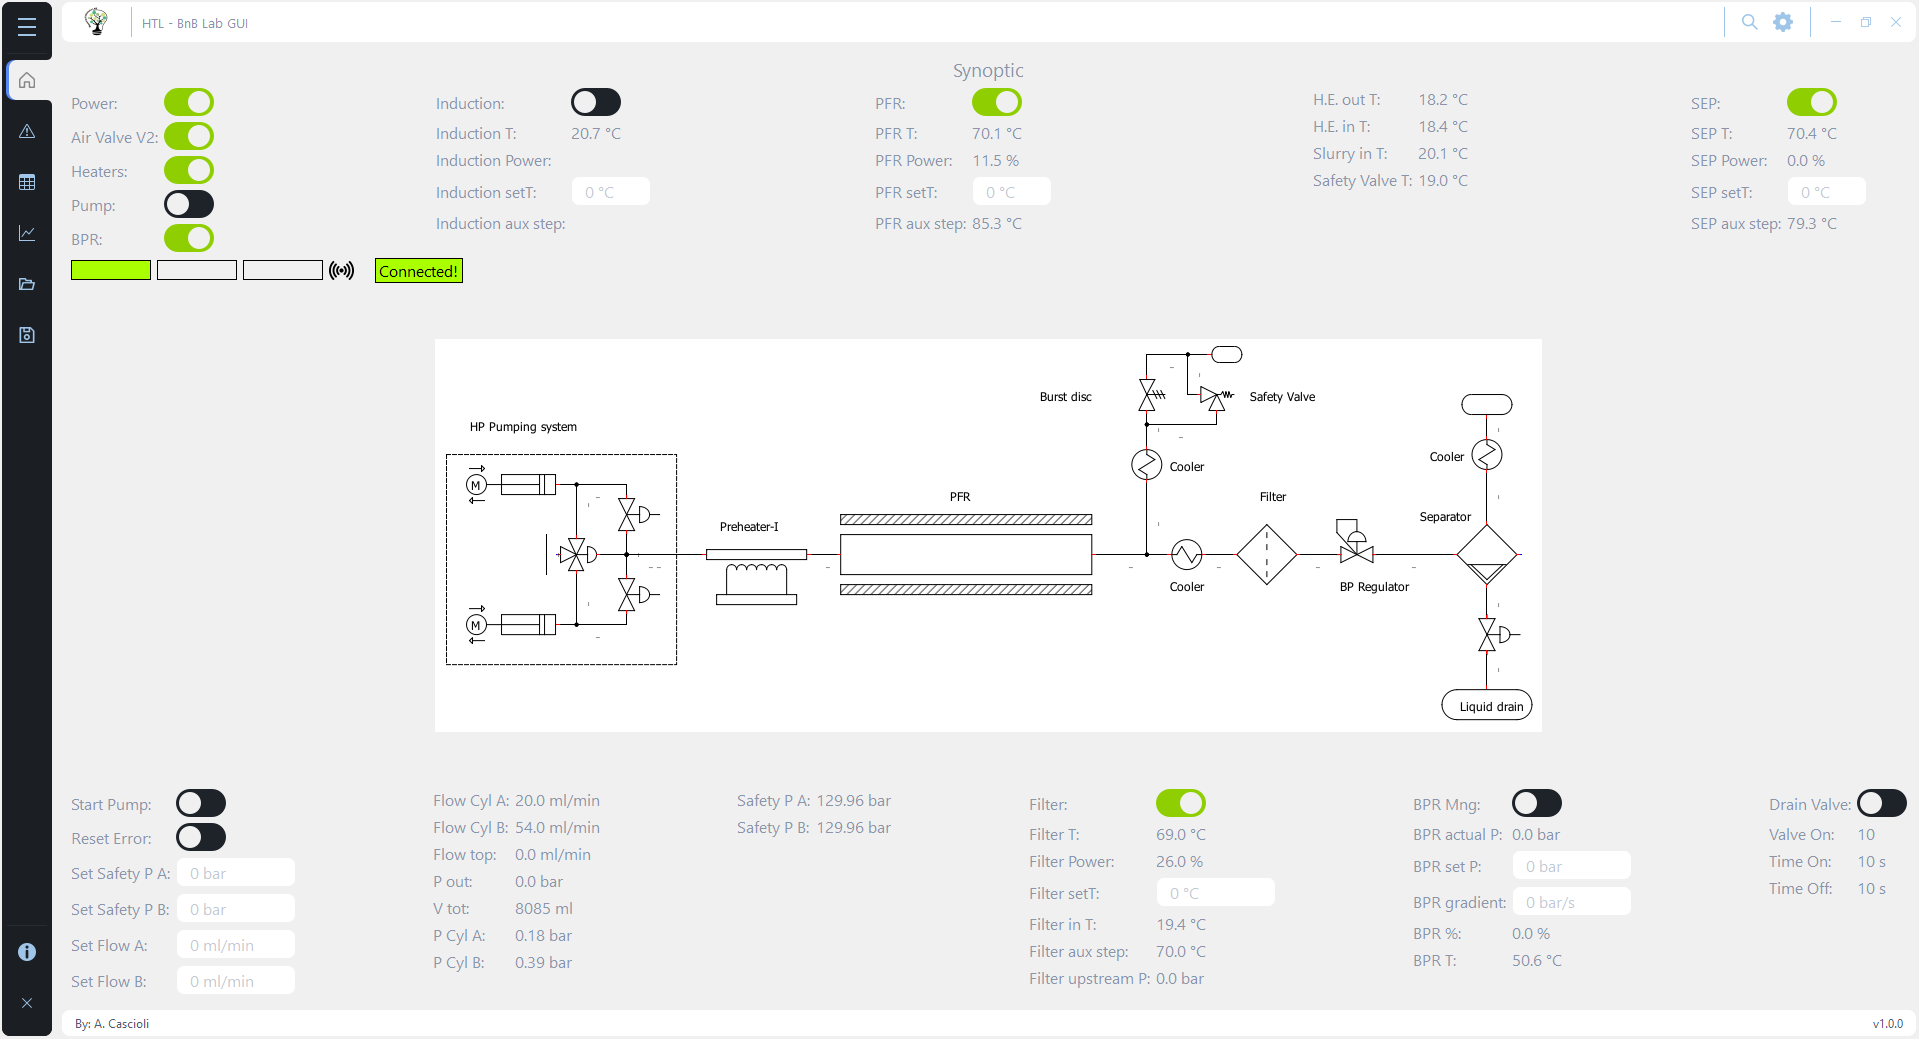 HTL - BnB Lab GUI
Synoptic
Power:
Air Valve V2:
Heaters:
Pump:
BPR:
Connected!
Induction:
Induction T: 20.7 °C
Induction Power:
Induction setT: 0 °C
Induction aux step:
PFR:
PFR T: 70.1 °C
PFR Power: 11.5 %
PFR setT: 0 °C
PFR aux step: 85.3 °C
H.E. out T: 18.2 °C
H.E. in T: 18.4 °C
Slurry in T: 20.1 °C
Safety Valve T: 19.0 °C
SEP:
SEP T: 70.4 °C
SEP Power: 0.0 %
SEP setT: 0 °C
SEP aux step: 79.3 °C
HP Pumping system
M
M
Preheater-I
PFR
Burst disc
Safety Valve
Cooler
Cooler
Filter
BP Regulator
Cooler
Separator
Liquid drain
Start Pump:
Reset Error:
Set Safety P A: 0 bar
Set Safety P B: 0 bar
Set Flow A: 0 ml/min
Set Flow B: 0 ml/min
Flow Cyl A: 20.0 ml/min
Flow Cyl B: 54.0 ml/min
Flow top: 0.0 ml/min
P out: 0.0 bar
V tot: 8085 ml
P Cyl A: 0.18 bar
P Cyl B: 0.39 bar
Safety P A: 129.96 bar
Safety P B: 129.96 bar
Filter:
Filter T: 69.0 °C
Filter Power: 26.0 %
Filter setT: 0 °C
Filter in T: 19.4 °C
Filter aux step: 70.0 °C
Filter upstream P: 0.0 bar
BPR Mng:
BPR actual P: 0.0 bar
BPR set P: 0 bar
BPR gradient: 0 bar/s
BPR %: 0.0 %
BPR T: 50.6 °C
Drain Valve:
Valve On: 10
Time On: 10 s
Time Off: 10 s
By: A. Cascioli
v1.0.0